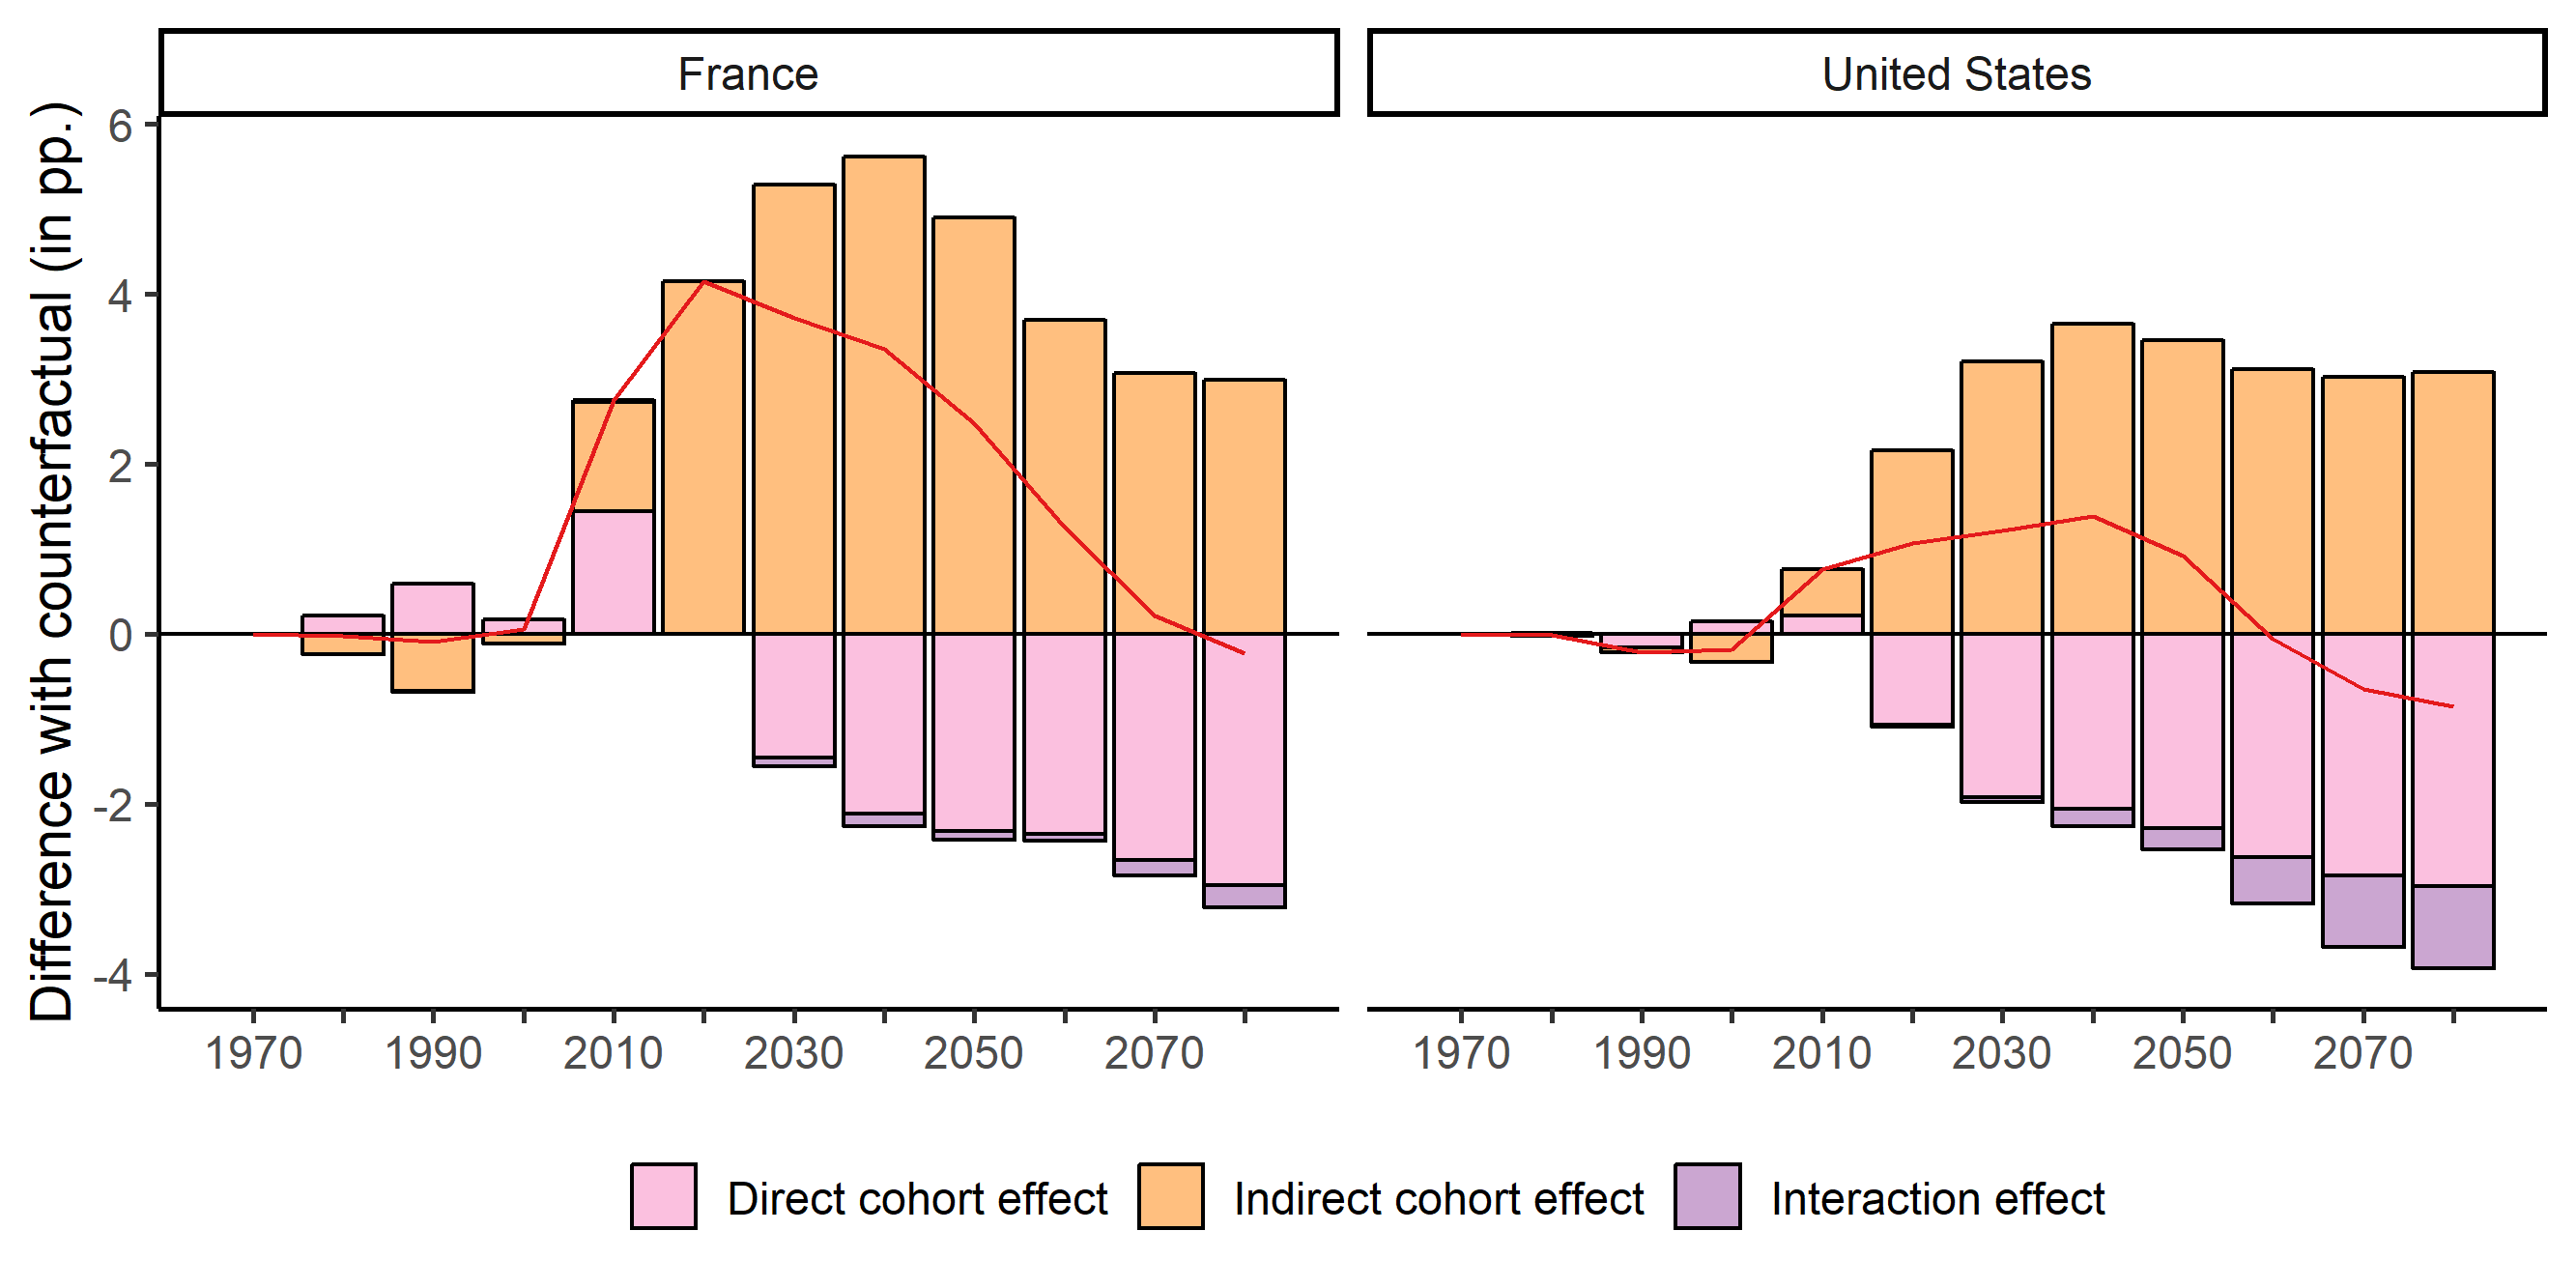 France
United States
Difference with counterfactual (in pp.)
6
4
2
0
-2
-4
1970 1990 2010 2030 2050 2070
1970 1990 2010 2030 2050 2070
Direct cohort effect Indirect cohort effect Interaction effect